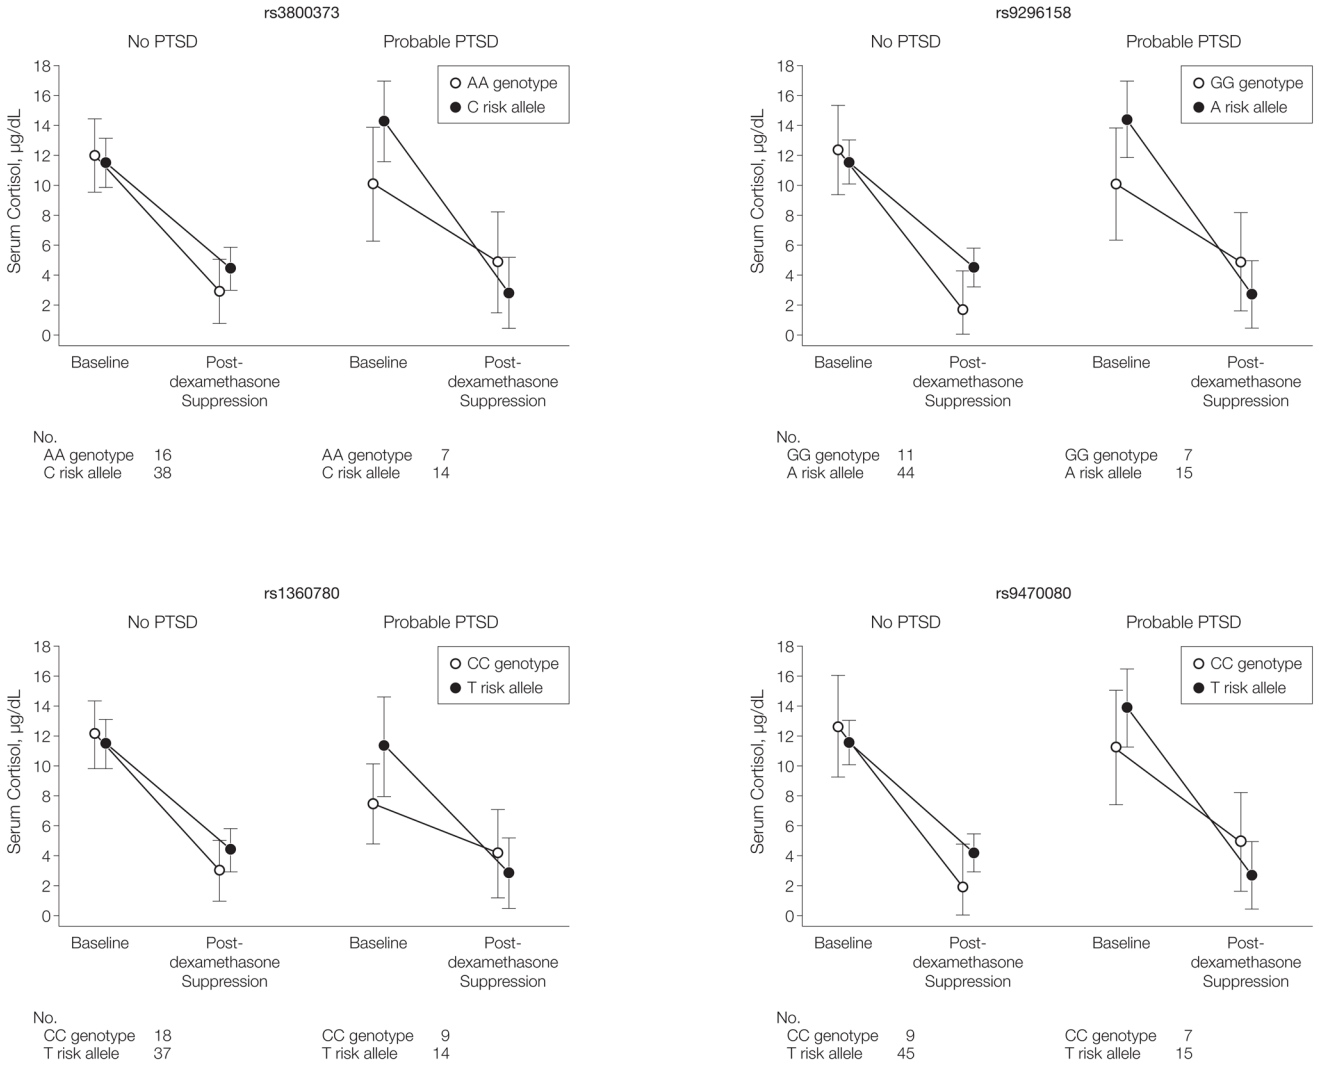 rs3800373
No PTSD
Probable PTSD
AA genotype
C risk allele
Serum Cortisol, µg/dL
18
16
14
12
10
8
6
4
2
0
Baseline
Post-
dexamethasone
Suppression
Baseline
Post-
dexamethasone
Suppression
No.
AA genotype 16
C risk allele 38
AA genotype 7
C risk allele 14
rs9296158
No PTSD
Probable PTSD
GG genotype
A risk allele
Serum Cortisol, µg/dL
18
16
14
12
10
8
6
4
2
0
Baseline
Post-
dexamethasone
Suppression
Baseline
Post-
dexamethasone
Suppression
No.
GG genotype 11
A risk allele 44
GG genotype 7
A risk allele 15
rs1360780
No PTSD
Probable PTSD
CC genotype
T risk allele
Serum Cortisol, µg/dL
18
16
14
12
10
8
6
4
2
0
Baseline
Post-
dexamethasone
Suppression
Baseline
Post-
dexamethasone
Suppression
No.
CC genotype 18
T risk allele 37
CC genotype 9
T risk allele 14
rs9470080
No PTSD
Probable PTSD
CC genotype
T risk allele
Serum Cortisol, µg/dL
18
16
14
12
10
8
6
4
2
0
Baseline
Post-
dexamethasone
Suppression
Baseline
Post-
dexamethasone
Suppression
No.
CC genotype 9
T risk allele 45
CC genotype 7
T risk allele 15